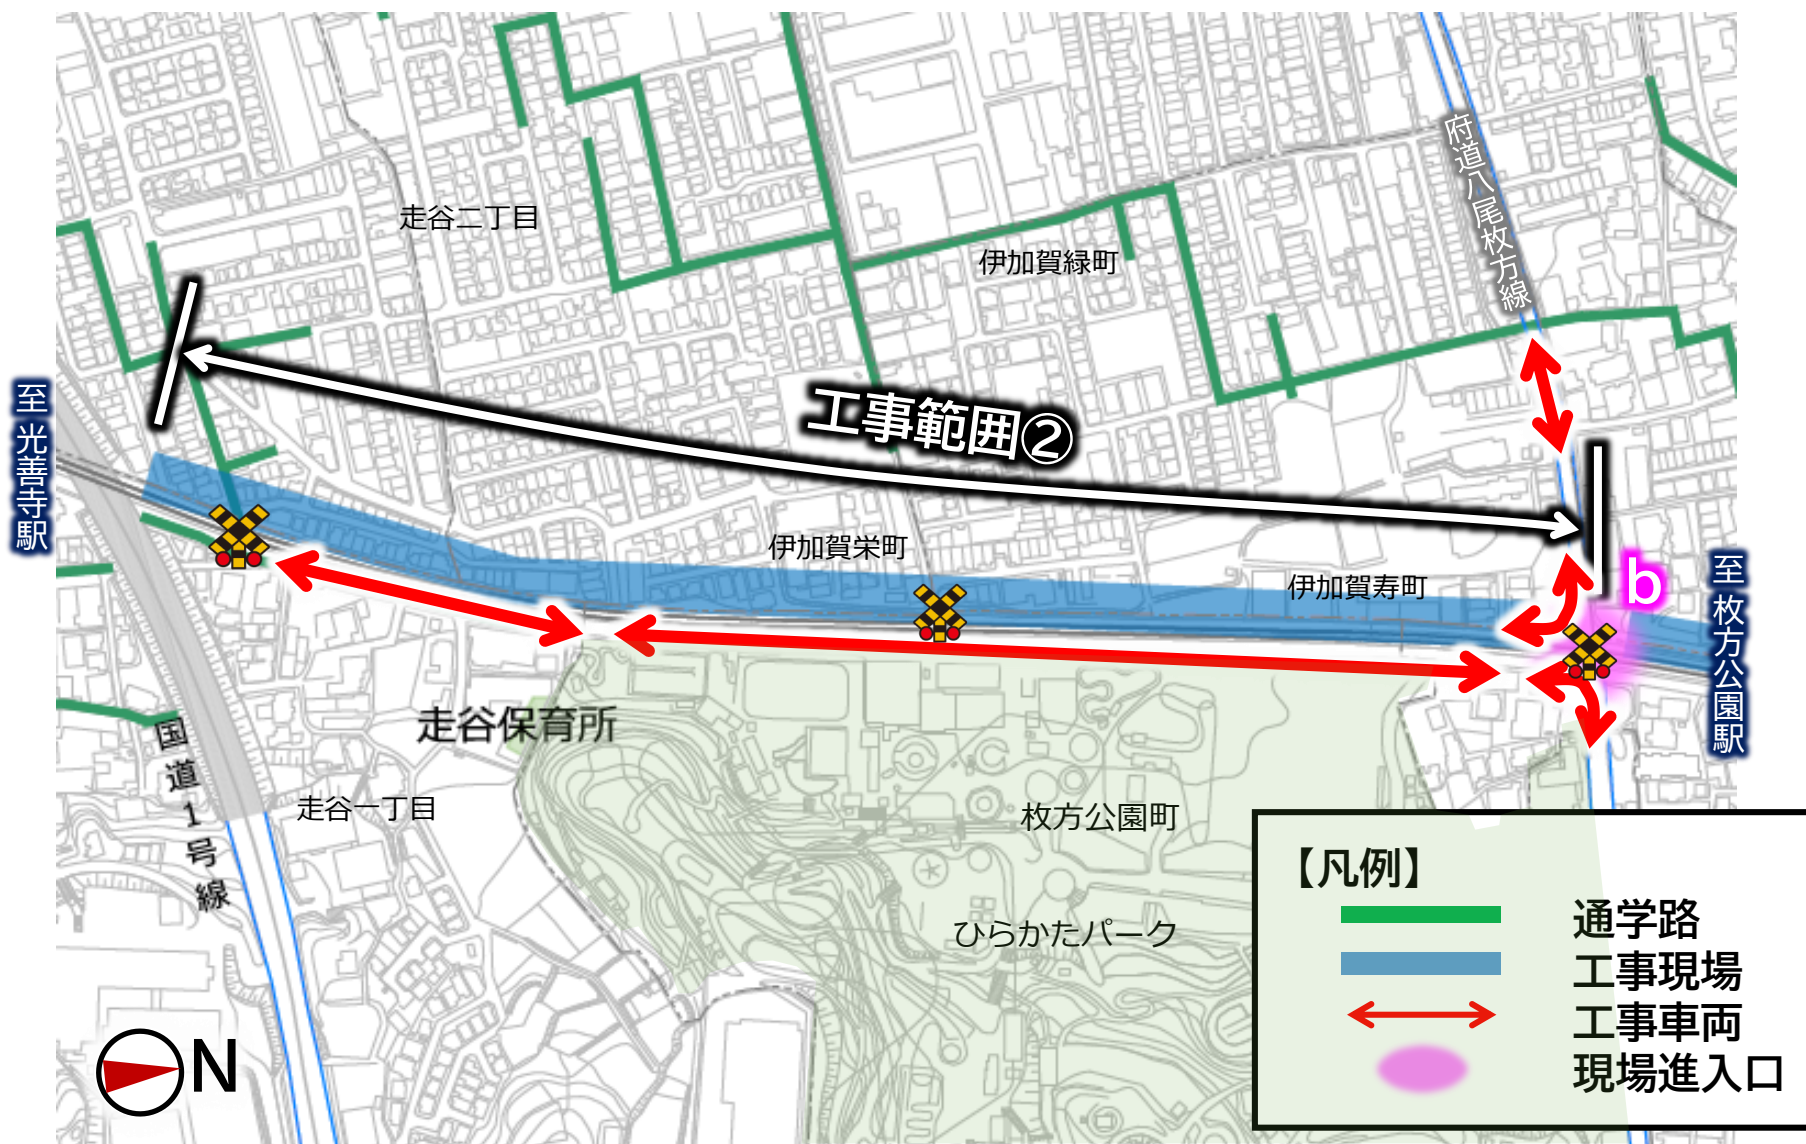 府道八尾枚方線
走谷二丁目
伊加賀緑町
至 光善寺駅
工事範囲②
伊加賀栄町
伊加賀寿町
b
至 枚方公園駅
走谷保育所
国道1号線
走谷一丁目
枚方公園町
ひらかたパーク
【凡例】
通学路
工事現場
工事車両
現場進入口
N